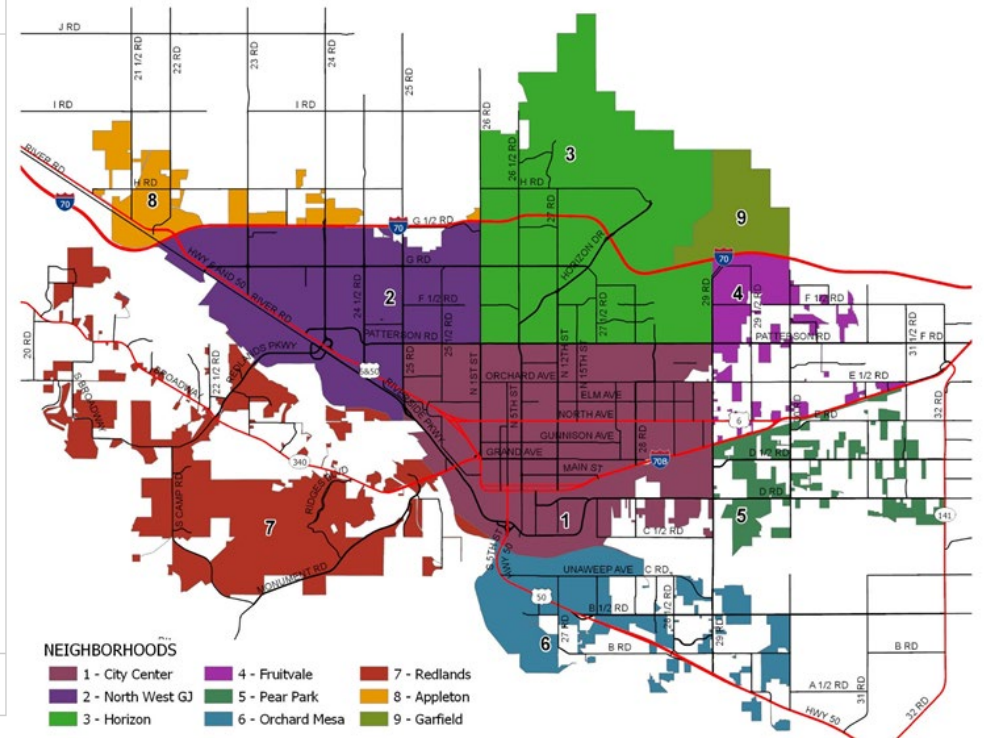 J RD
21 1/2 RD
22 RD
23 RD
24 RD
25 RD
I RD
I RD
26 RD
RIVER RD
26 1/2 RD
3
H RD
H RD
70
8
27 RD
9
G 1/2 RD
70
HORIZON DR
HWY 6 AND 50
G RD
70
29 RD
4
RIVER RD
24 1/2 RD
2
F 1/2 RD
27 1/2 RD
29 1/2 RD
F 1/2 RD
20 RD
PATTERSON RD
25 1/2 RD
N 12TH ST
N 15TH ST
PATTERSON RD
31 1/2 RD
F RD
BROADWAY
22 1/2 RD
25 RD
N 1ST ST
6&50
ORCHARD AVE
E 1/2 RD
S BROADWAY
RIVERSIDE PKWY
N 5TH ST
ELM AVE
NORTH AVE
6
E RD
32 RD
GUNNISON AVE
28 RD
GRAND AVE
D 1/2 RD
340
MAIN ST
70B
D RD
S CAMP RD
7
1
5
141
C 1/2 RD
S 5TH ST
HWY 50
UNAWEEP AVE
C RD
MONUMENT RD
50
B 1/2 RD
28 1/2 RD
27 RD
29 RD
6
B RD
B RD
NEIGHBORHOODS
1 - City Center
4 - Fruitvale
7 - Redlands
2 - North West GJ
5 - Pear Park
8 - Appleton
3 - Horizon
6 - Orchard Mesa
9 - Garfield
A 1/2 RD
31 RD
HWY 50
32 RD